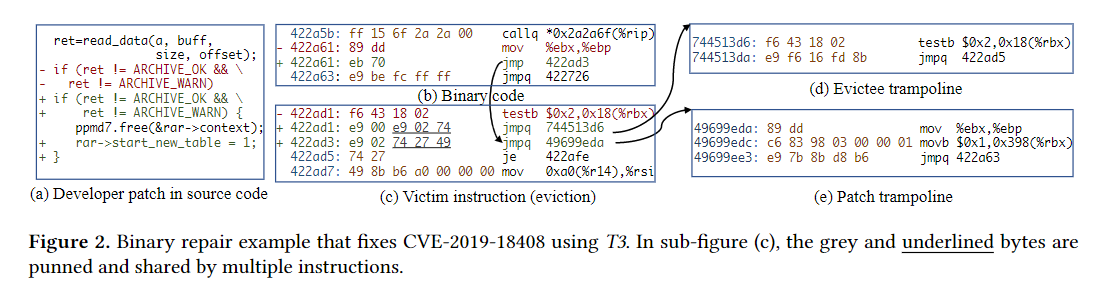 ret=read_data(a, buff,
size, offset);
- if (ret != ARCHIVE_OK && \
- ret != ARCHIVE_WARN)
+ if (ret != ARCHIVE_OK && \
+ ret != ARCHIVE_WARN) {
ppmd7.free(&rar->context);
+ rar->start_new_table = 1;
+ }
(a) Developer patch in source code
422a5b: ff 15 6f 2a 2a 00 callq *0x2a2a6f(%rip)
- 422a61: 89 dd mov %ebx,%ebp
+ 422a61: eb 70 jmp 422ad3
422a63: e9 be fc ff ff jmpq 422726
(b) Binary code
- 422ad1: f6 43 18 02 testb $0x2,0x18(%rbx)
+ 422ad1: e9 00 e9 02 74 jmpq 744513d6
+ 422ad3: e9 02 74 27 49 jmpq 49699eda
422ad5: 74 27 je 422afe
422ad7: 49 8b b6 a0 00 00 00 mov 0xa0(%r14),%rsi
(c) Victim instruction (eviction)
744513d6: f6 43 18 02 testb $0x2,0x18(%rbx)
744513da: e9 f6 16 fd 8b jmpq 422ad5
(d) Evictee trampoline
49699eda: 89 dd mov %ebx,%ebp
49699edc: c6 83 98 03 00 00 01 movb $0x1,0x398(%rbx)
49699ee3: e9 7b 8b d8 b6 jmpq 422a63
(e) Patch trampoline
Figure 2. Binary repair example that fixes CVE-2019-18408 using T3. In sub-figure (c), the grey and underlined bytes are
punned and shared by multiple instructions.